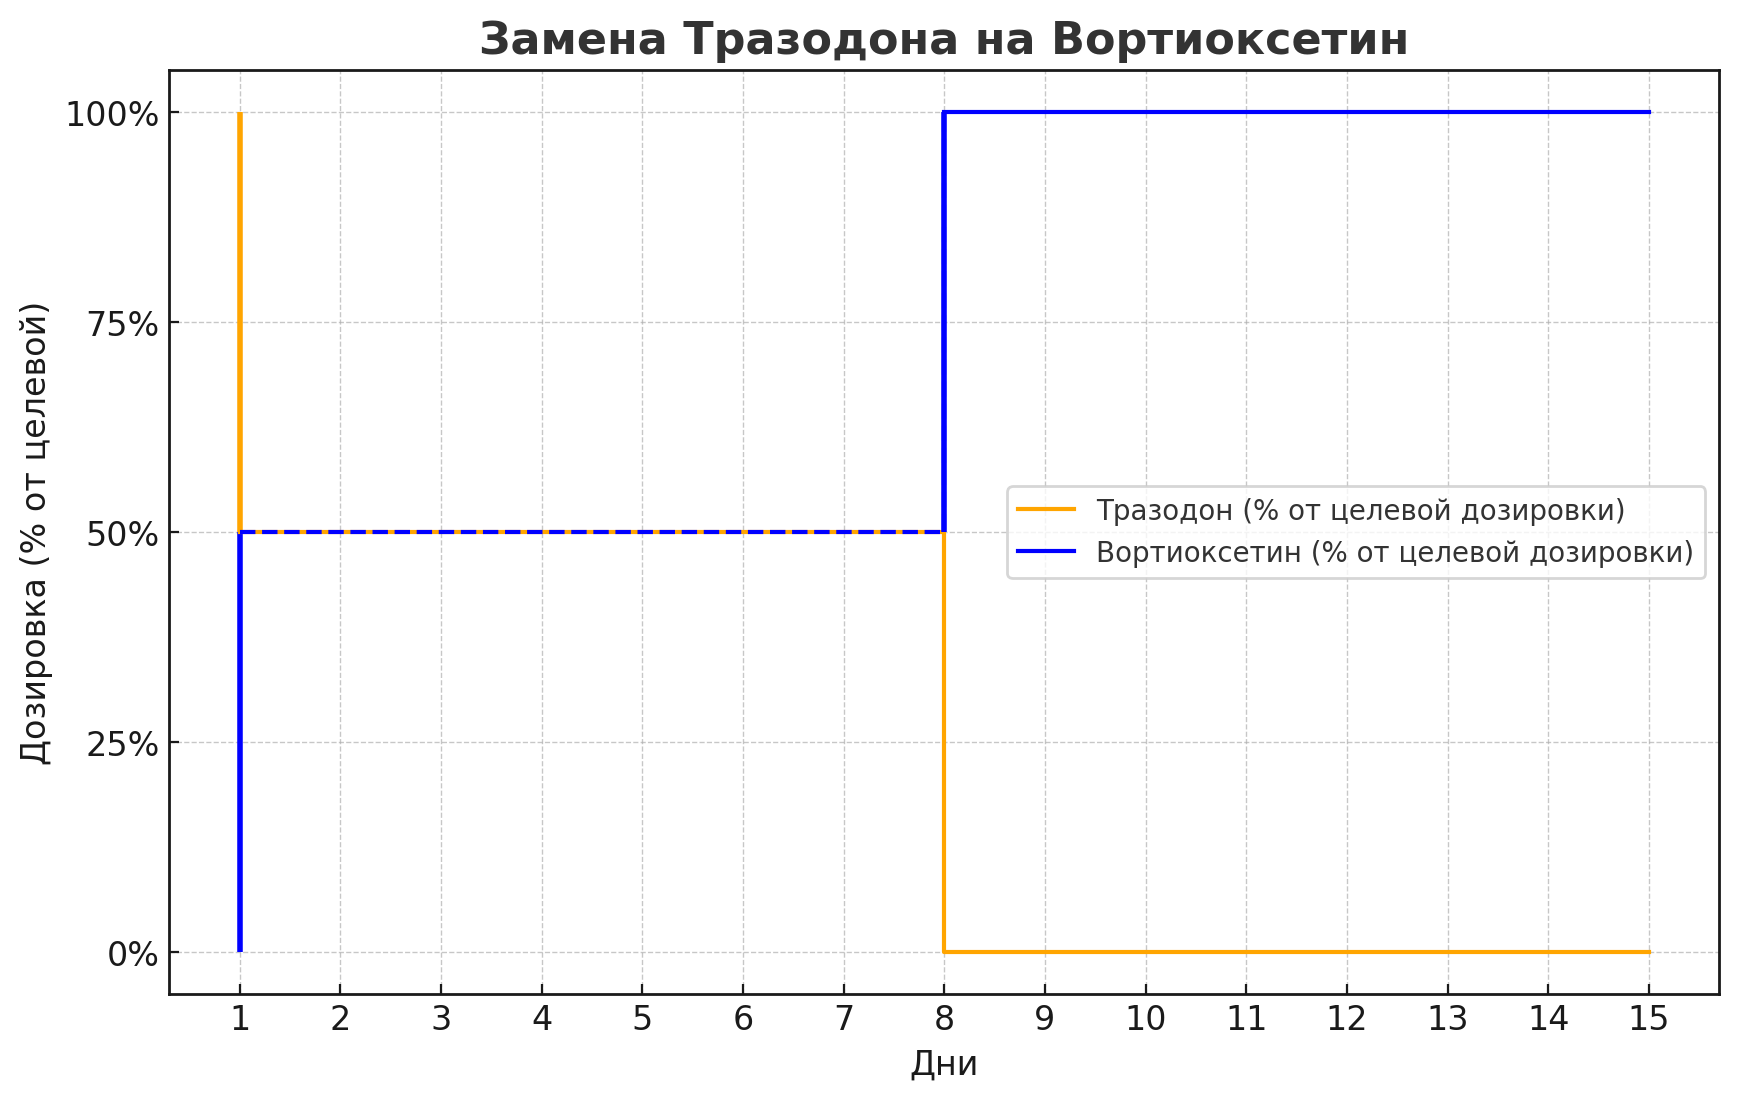 Замена Тразодона на Вортиоксетин
Дозировка (% от целевой)
100%
75%
50%
25%
0%
Тразодон (% от целевой дозировки)
Вортиоксетин (% от целевой дозировки)
1 2 3 4 5 6 7 8 9 10 11 12 13 14 15
Дни